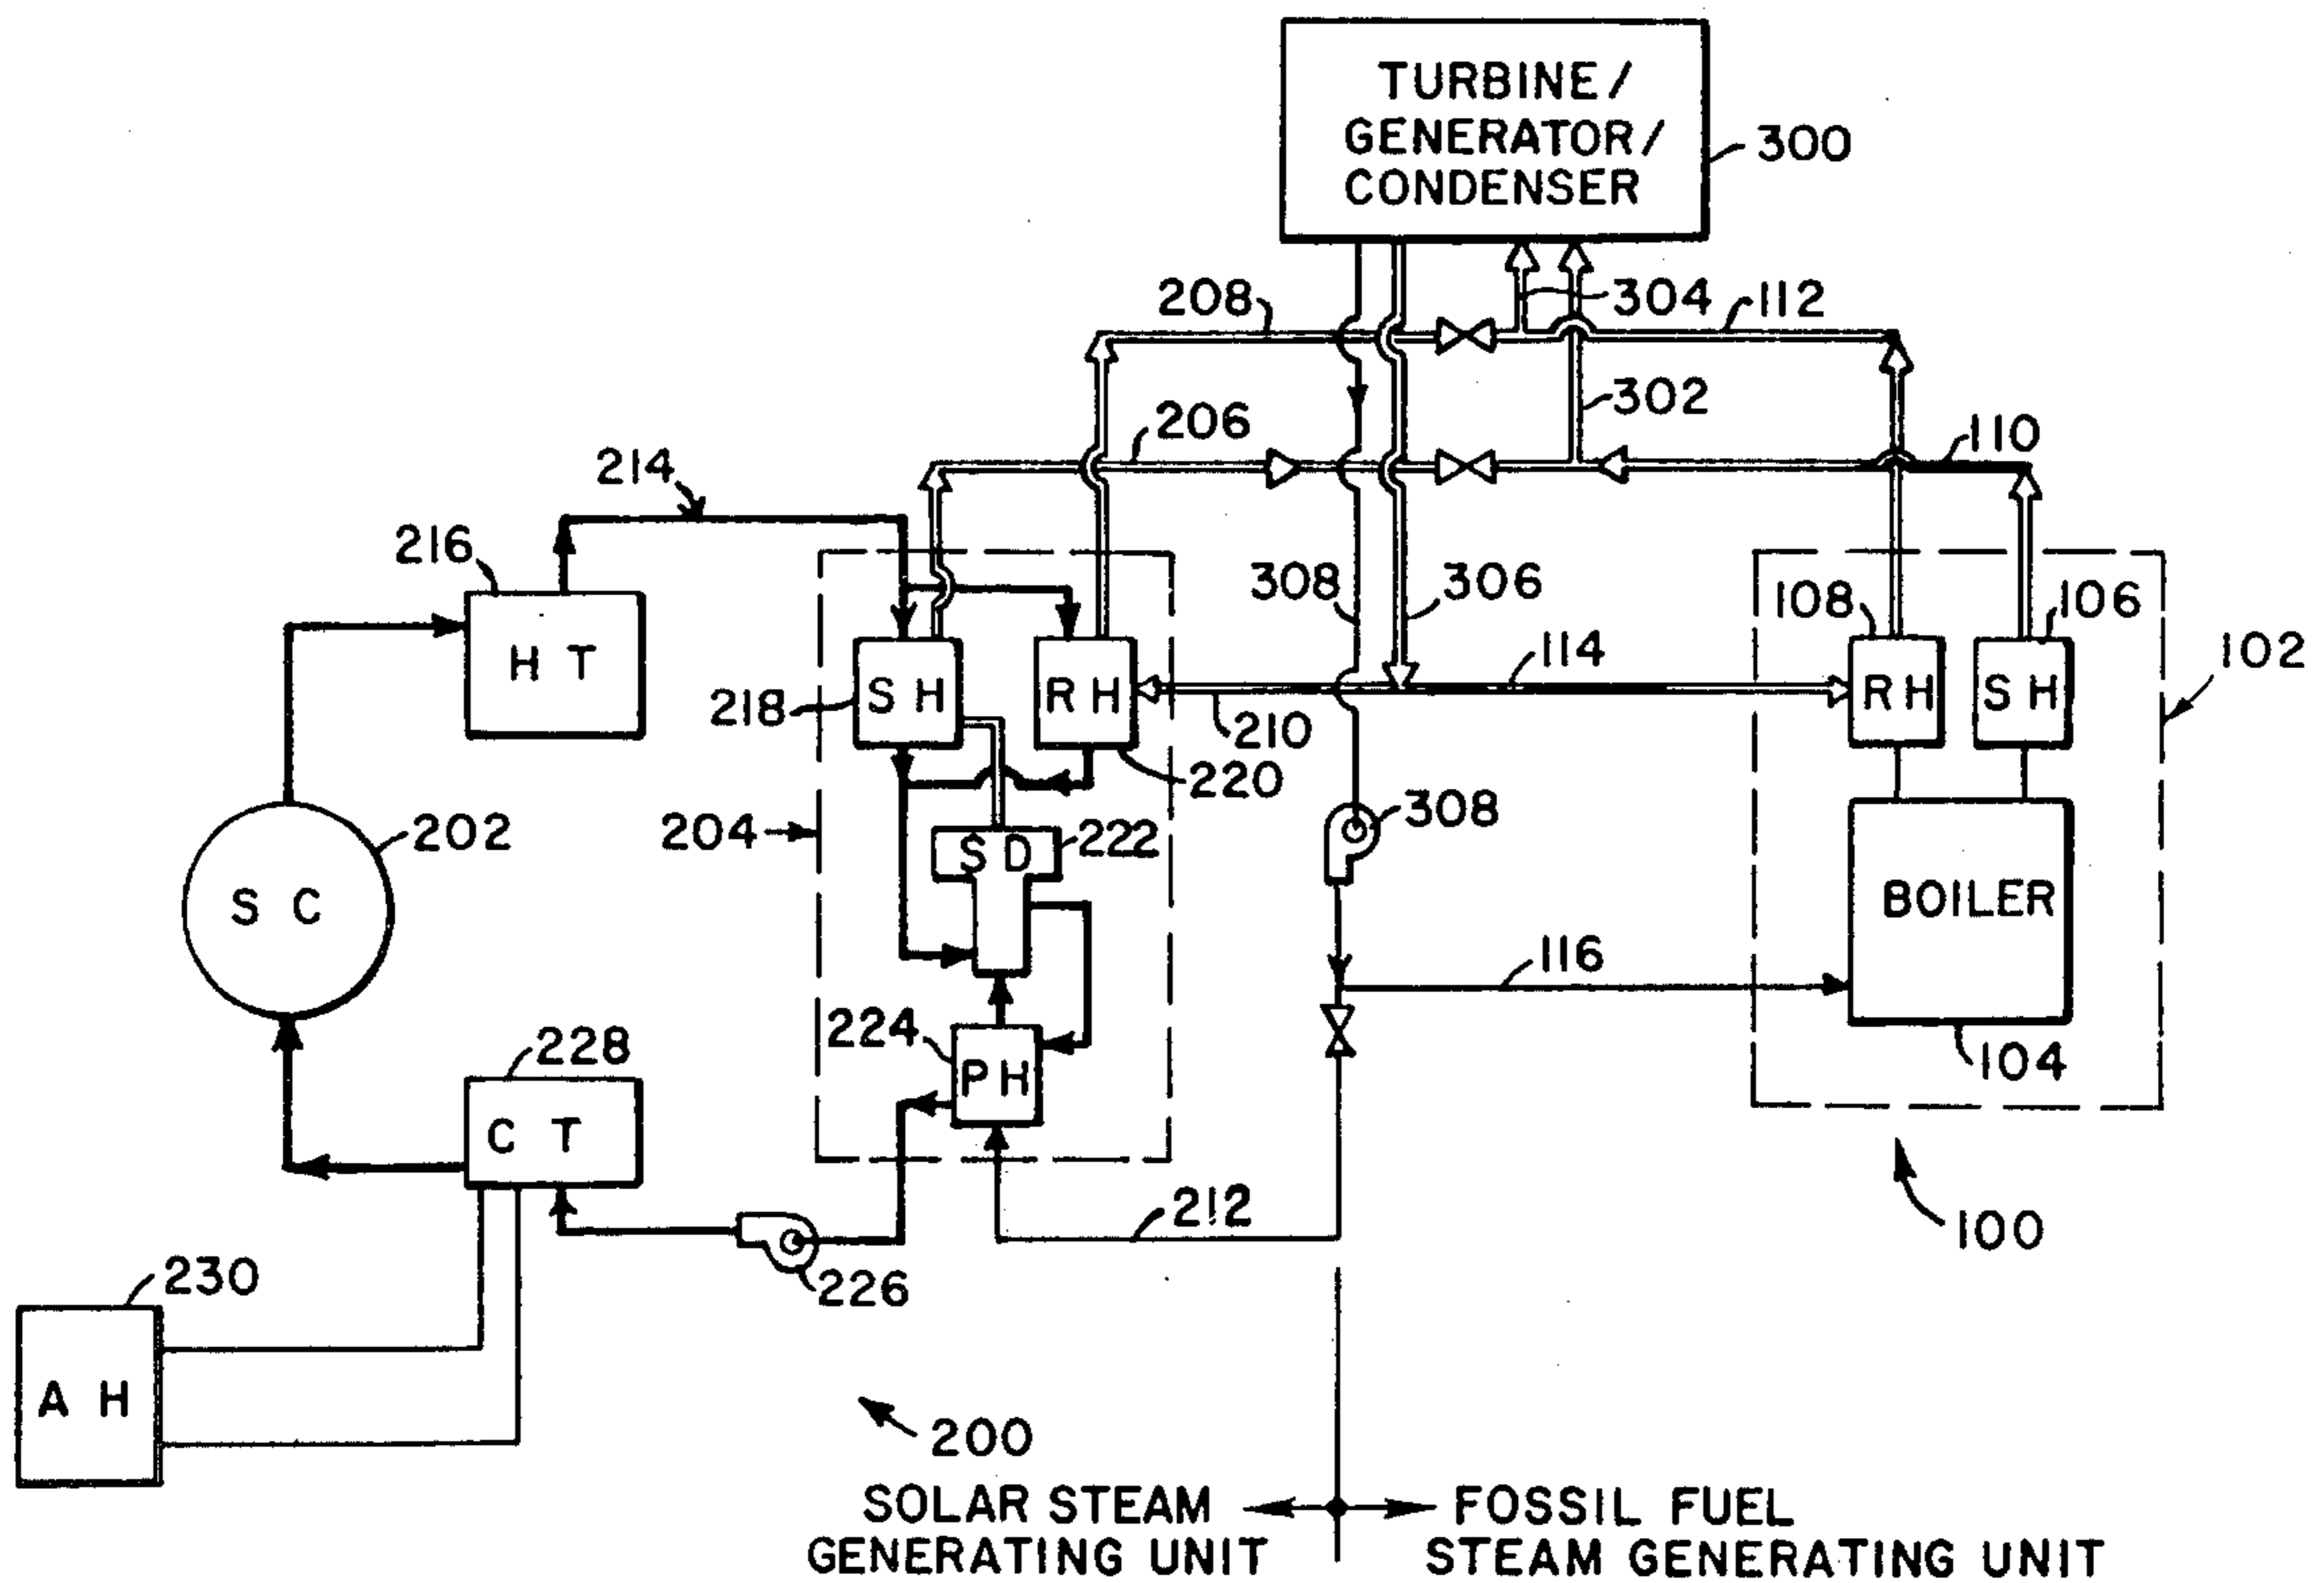 TURBINE/
GENERATOR/
CONDENSER
300
208
304
112
302
206
110
214
216
308
306
108
106
H T
114
102
218
S H
R H
R H
S H
210
220
204
222
308
202
S D
S C
BOILER
116
224
228
104
P H
C T
212
100
230
226
A H
200
SOLAR STEAM
GENERATING UNIT
FOSSIL FUEL
STEAM GENERATING UNIT